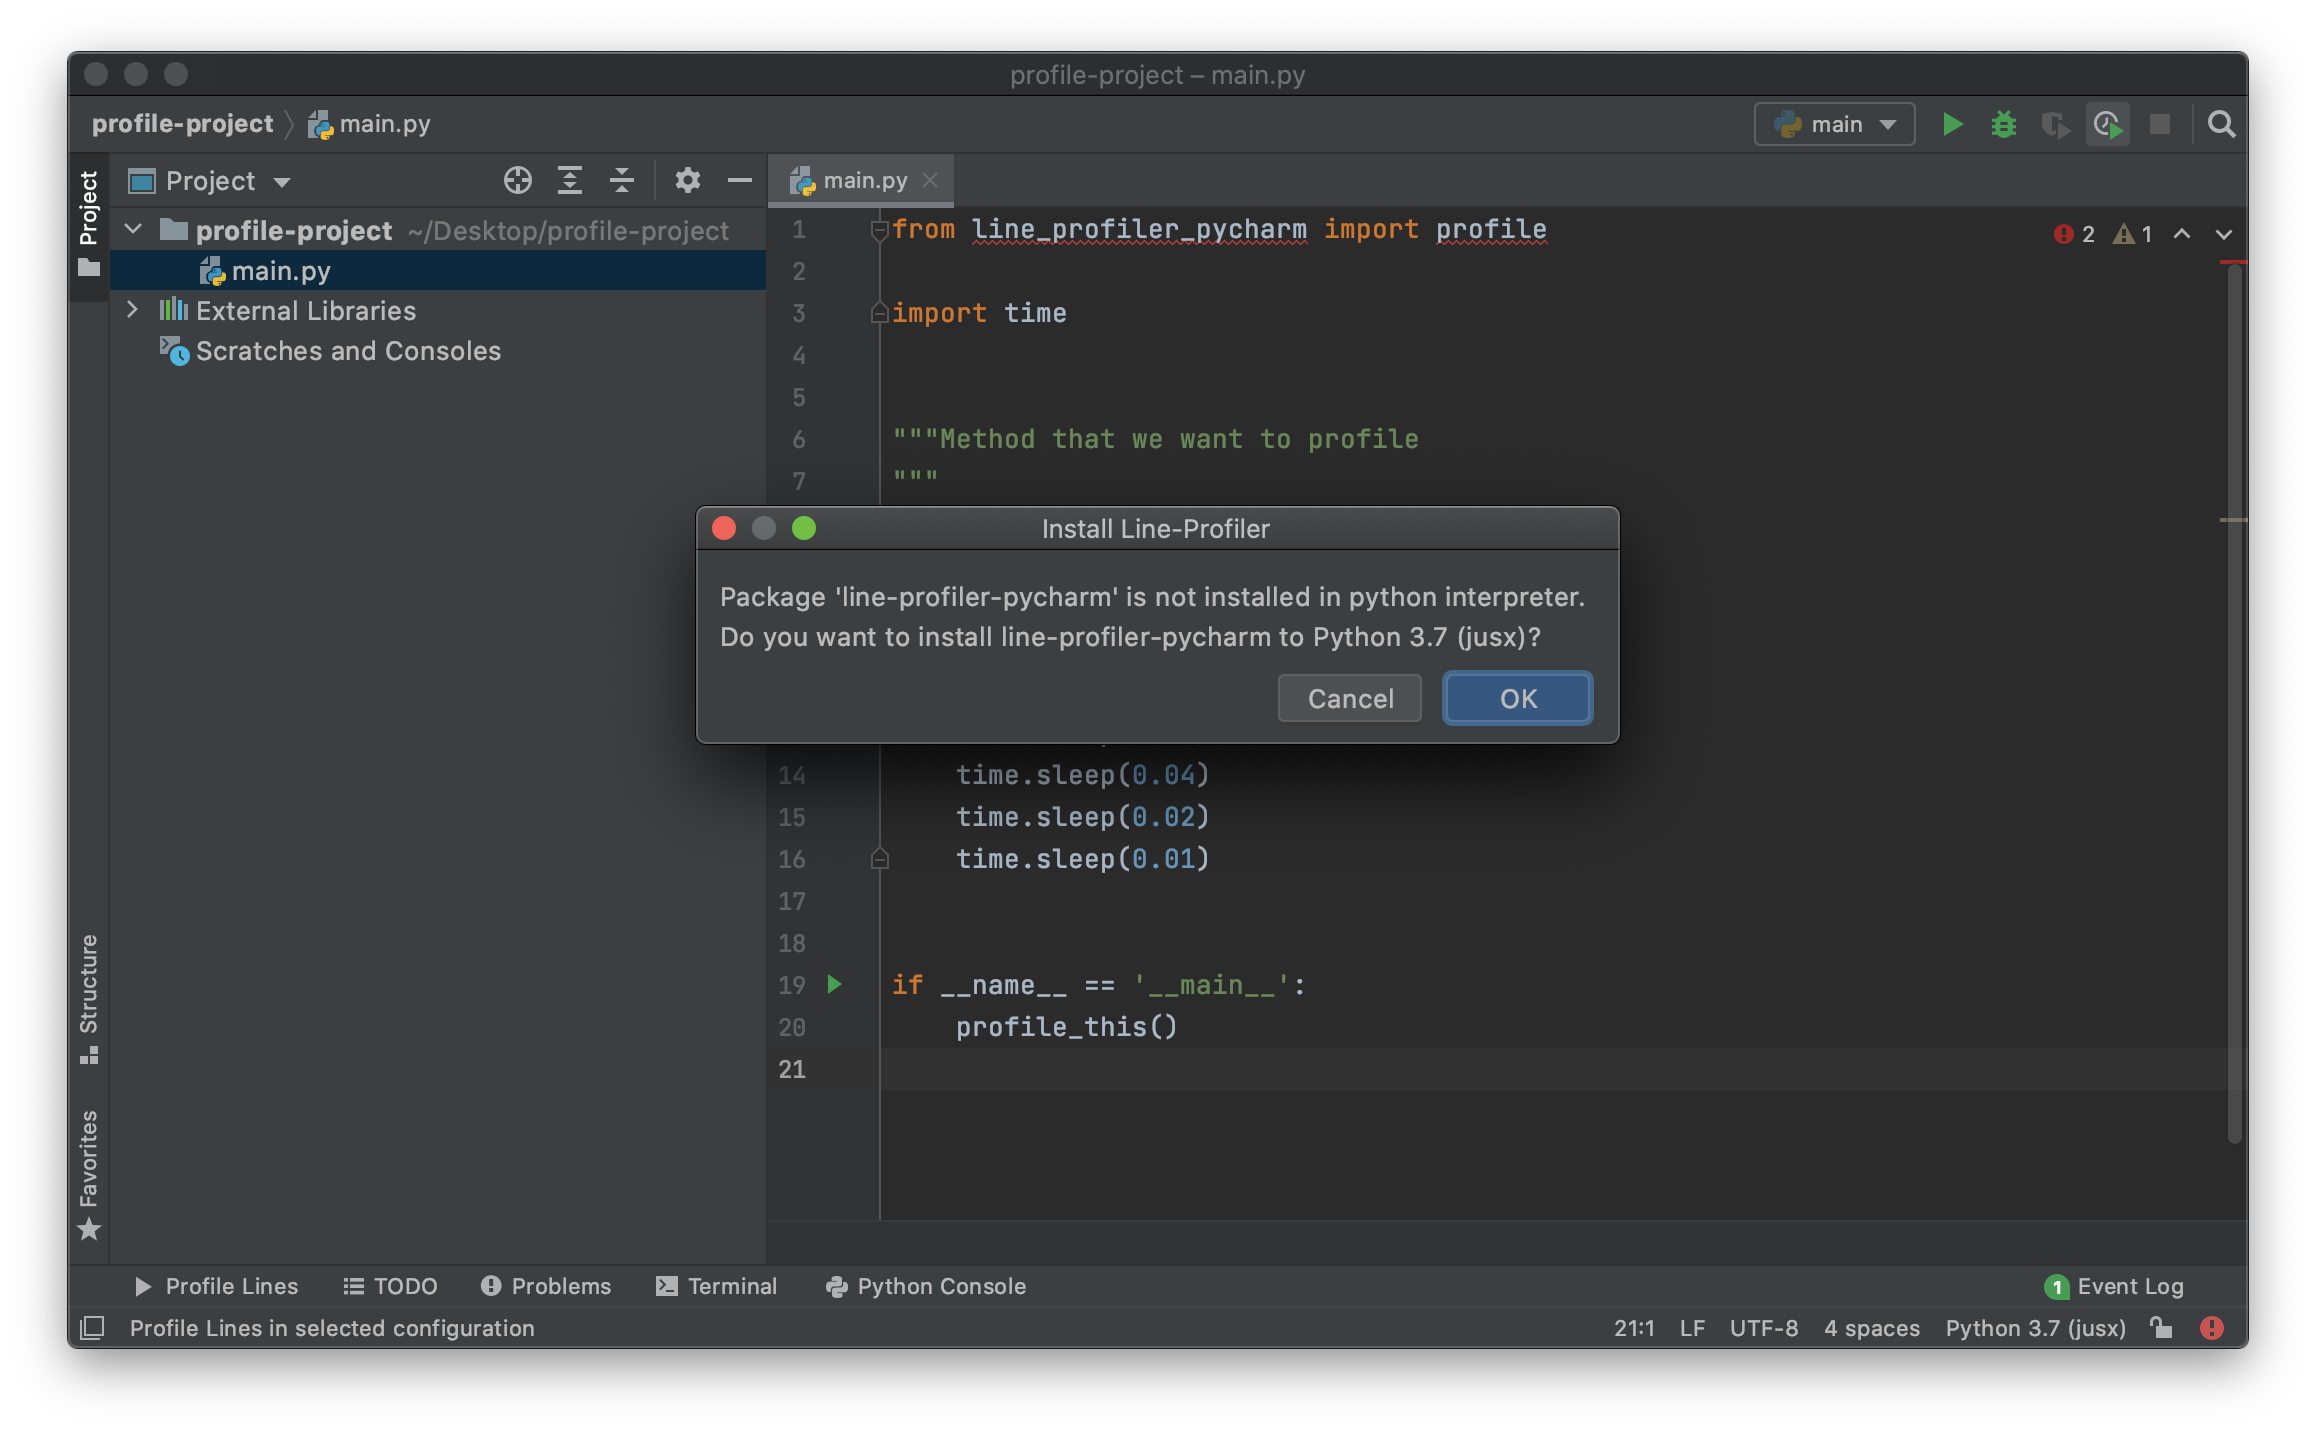 profile-project – main.py
profile-project main.py
main
Project
Project
main.py
profile-project ~/Desktop/profile-project
main.py
External Libraries
Scratches and Consoles
1 from line_profiler_pycharm import profile
2 1
2
3 import time
4
5
6 """Method that we want to profile
7 """
Install Line-Profiler
Package 'line-profiler-pycharm' is not installed in python interpreter.
Do you want to install line-profiler-pycharm to Python 3.7 (jusx)?
Cancel OK
14 time.sleep(0.04)
15 time.sleep(0.02)
16 time.sleep(0.01)
17
18
19 if __name__ == '__main__':
20 profile_this()
21
Structure
Favorites
Profile Lines TODO Problems Terminal Python Console 1 Event Log
Profile Lines in selected configuration 21:1 LF UTF-8 4 spaces Python 3.7 (jusx)